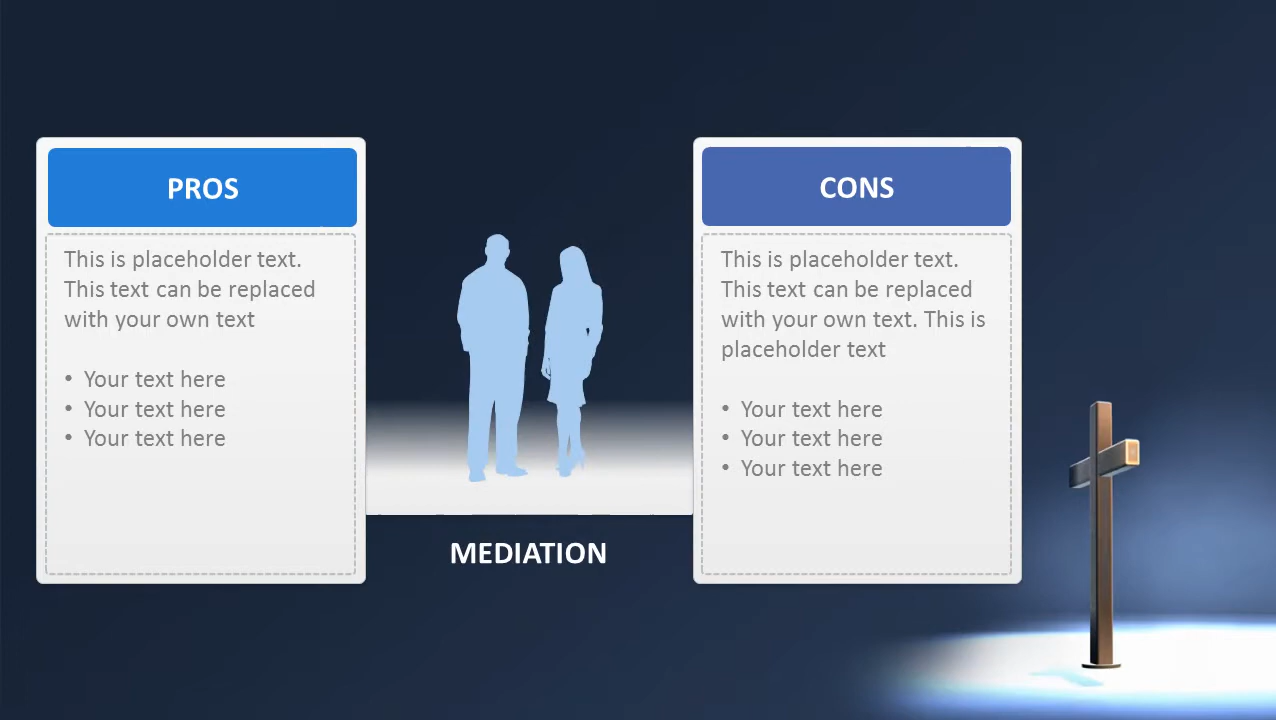 PROS
This is placeholder text.
This text can be replaced
with your own text
• Your text here
• Your text here
• Your text here
MEDIATION
CONS
This is placeholder text.
This text can be replaced
with your own text. This is
placeholder text
• Your text here
• Your text here
• Your text here